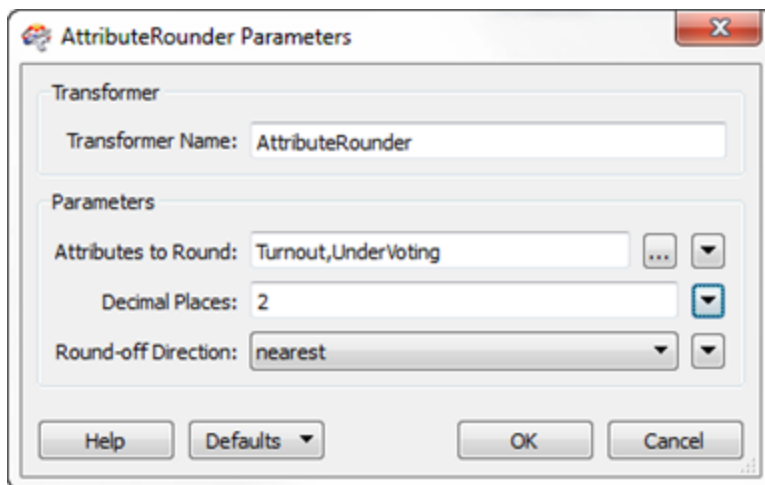 AttributeRounder Parameters
Transformer
Transformer Name: AttributeRounder
Parameters
Attributes to Round: Turnout,UnderVoting ...
Decimal Places: 2
Round-off Direction: nearest
Help Defaults OK Cancel